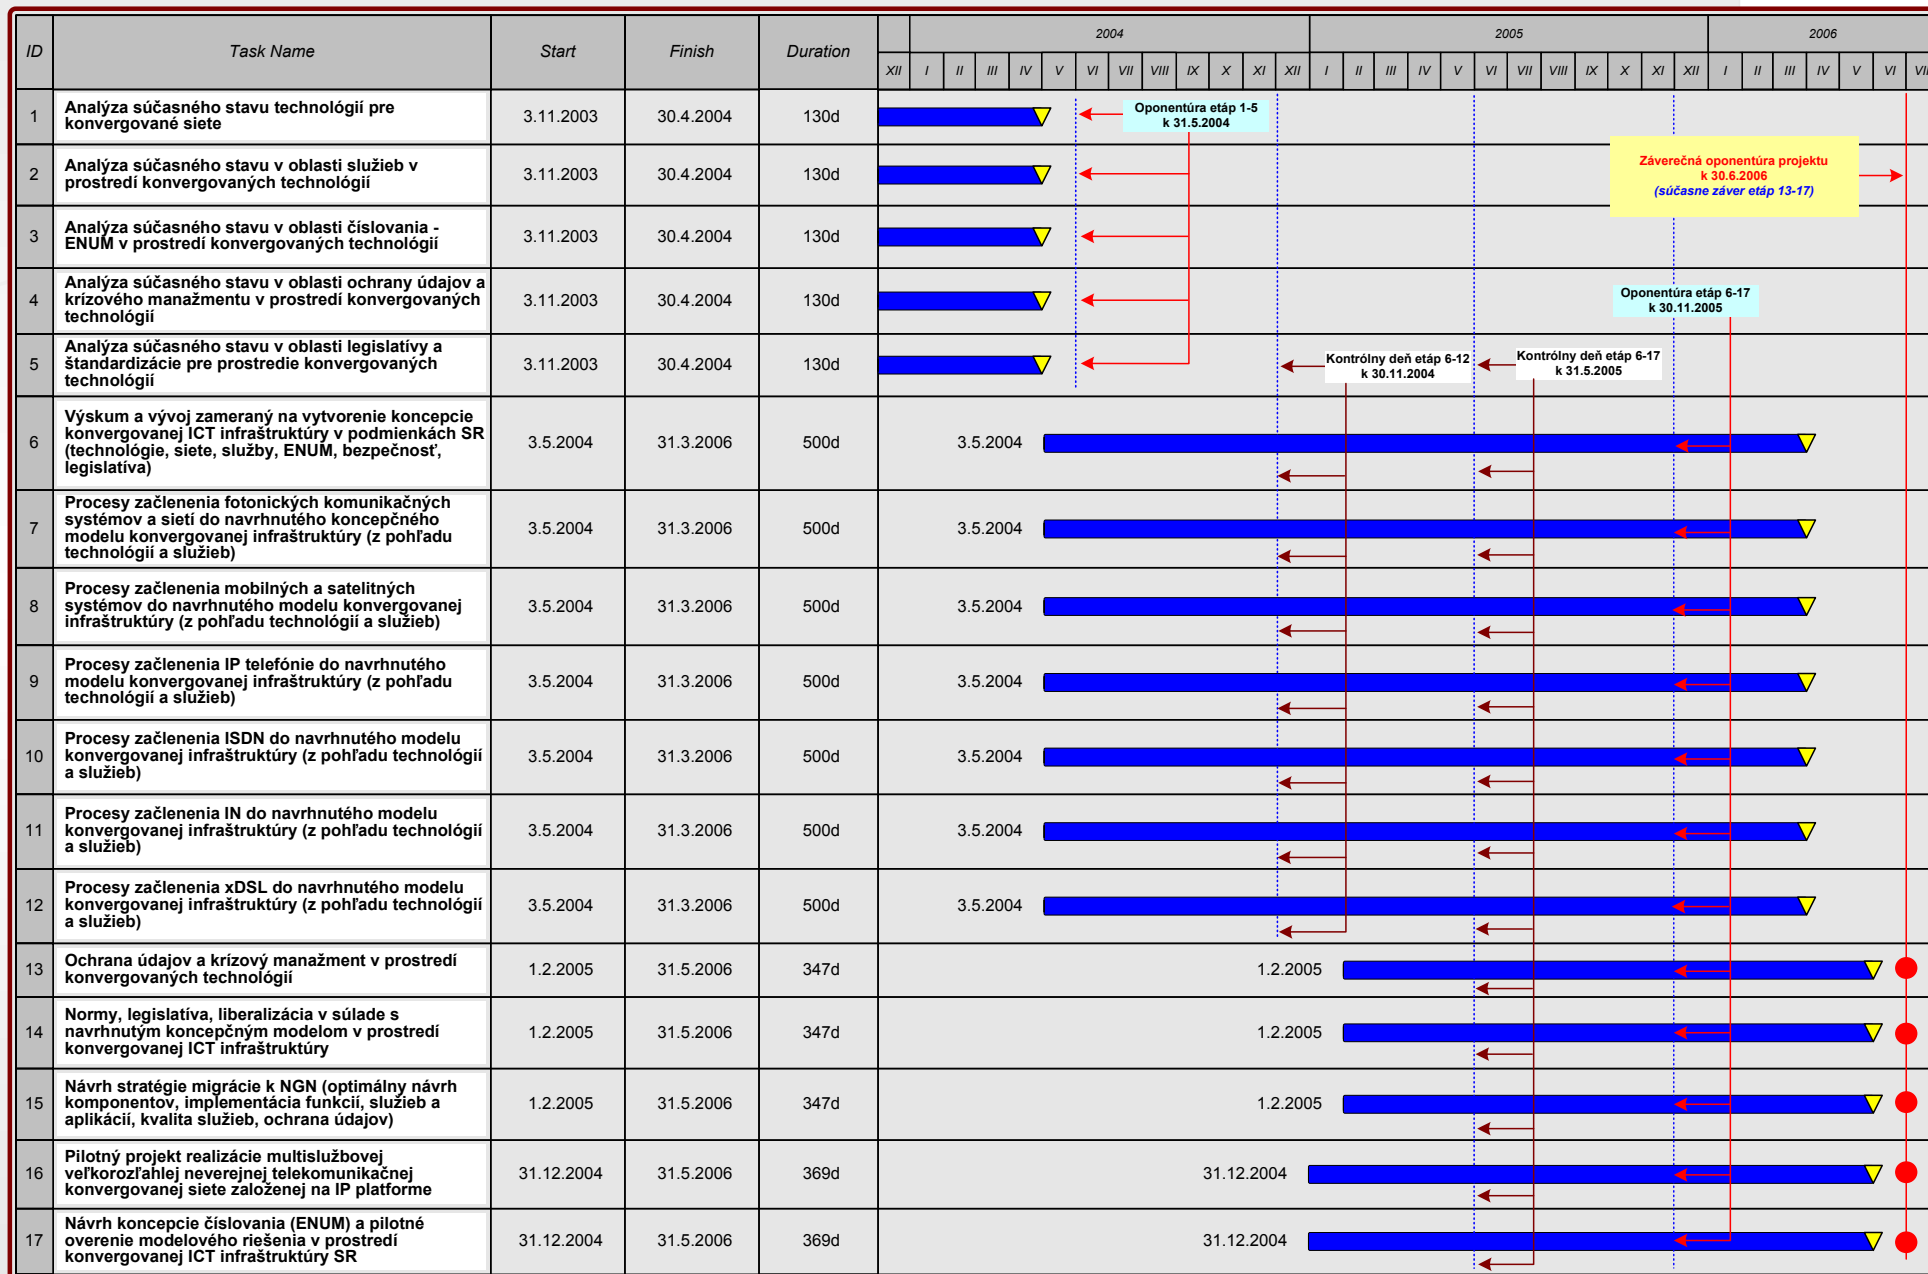 ID
Task Name
Start
Finish
Duration
2004
2005
2006
XII I II III IV V VI VII VIII IX X XI XII I II III IV V VI VII VIII IX X XI XII I II III IV V VI VII
1
Analýza súčasného stavu technológií pre
konvergované siete
3.11.2003
30.4.2004
130d
Oponentúra etáp 1-5
k 31.5.2004
2
Analýza súčasného stavu v oblasti služieb v
prostredí konvergovaných technológií
3.11.2003
30.4.2004
130d
Záverečná oponentúra projektu
k 30.6.2006
(súčasne záver etáp 13-17)
3
Analýza súčasného stavu v oblasti číslovania -
ENUM v prostredí konvergovaných technológií
3.11.2003
30.4.2004
130d
4
Analýza súčasného stavu v oblasti ochrany údajov a
krízového manažmentu v prostredí konvergovaných
technológií
3.11.2003
30.4.2004
130d
Oponentúra etáp 6-17
k 30.11.2005
5
Analýza súčasného stavu v oblasti legislatívy a
štandardizácie pre prostredie konvergovaných
technológií
3.11.2003
30.4.2004
130d
Kontrólny deň etáp 6-12
k 30.11.2004
Kontrólny deň etáp 6-17
k 31.5.2005
6
Výskum a vývoj zameraný na vytvorenie koncepcie
konvergovanej ICT infraštruktúry v podmienkách SR
(technológie, siete, služby, ENUM, bezpečnosť,
legislatíva)
3.5.2004
31.3.2006
500d
3.5.2004
7
Procesy začlenenia fotonických komunikačných
systémov a sietí do navrhnutého koncepčného
modelu konvergovanej infraštruktúry (z pohľadu
technológií a služieb)
3.5.2004
31.3.2006
500d
3.5.2004
8
Procesy začlenenia mobilných a satelitných
systémov do navrhnutého modelu konvergovanej
infraštruktúry (z pohľadu technológií a služieb)
3.5.2004
31.3.2006
500d
3.5.2004
9
Procesy začlenenia IP telefónie do navrhnutého
modelu konvergovanej infraštruktúry (z pohľadu
technológií a služieb)
3.5.2004
31.3.2006
500d
3.5.2004
10
Procesy začlenenia ISDN do navrhnutého modelu
konvergovanej infraštruktúry (z pohľadu technológií
a služieb)
3.5.2004
31.3.2006
500d
3.5.2004
11
Procesy začlenenia IN do navrhnutého modelu
konvergovanej infraštruktúry (z pohľadu technológií
a služieb)
3.5.2004
31.3.2006
500d
3.5.2004
12
Procesy začlenenia xDSL do navrhnutého modelu
konvergovanej infraštruktúry (z pohľadu technológií
a služieb)
3.5.2004
31.3.2006
500d
3.5.2004
13
Ochrana údajov a krízový manažment v prostredí
konvergovaných technológií
1.2.2005
31.5.2006
347d
1.2.2005
14
Normy, legislatíva, liberalizácia v súlade s
navrhnutým koncepčným modelom v prostredí
konvergovanej ICT infraštruktúry
1.2.2005
31.5.2006
347d
1.2.2005
15
Návrh stratégie migrácie k NGN (optimálny návrh
komponentov, implementácia funkcií, služieb a
aplikácií, kvalita služieb, ochrana údajov)
1.2.2005
31.5.2006
347d
1.2.2005
16
Pilotný projekt realizácie multislužbovej
veľkorozľahlej neverejnej telekomunikačnej
konvergovanej siete založenej na IP platforme
31.12.2004
31.5.2006
369d
31.12.2004
17
Návrh koncepcie číslovania (ENUM) a pilotné
overenie modelového riešenia v prostredí
konvergovanej ICT infraštruktúry SR
31.12.2004
31.5.2006
369d
31.12.2004